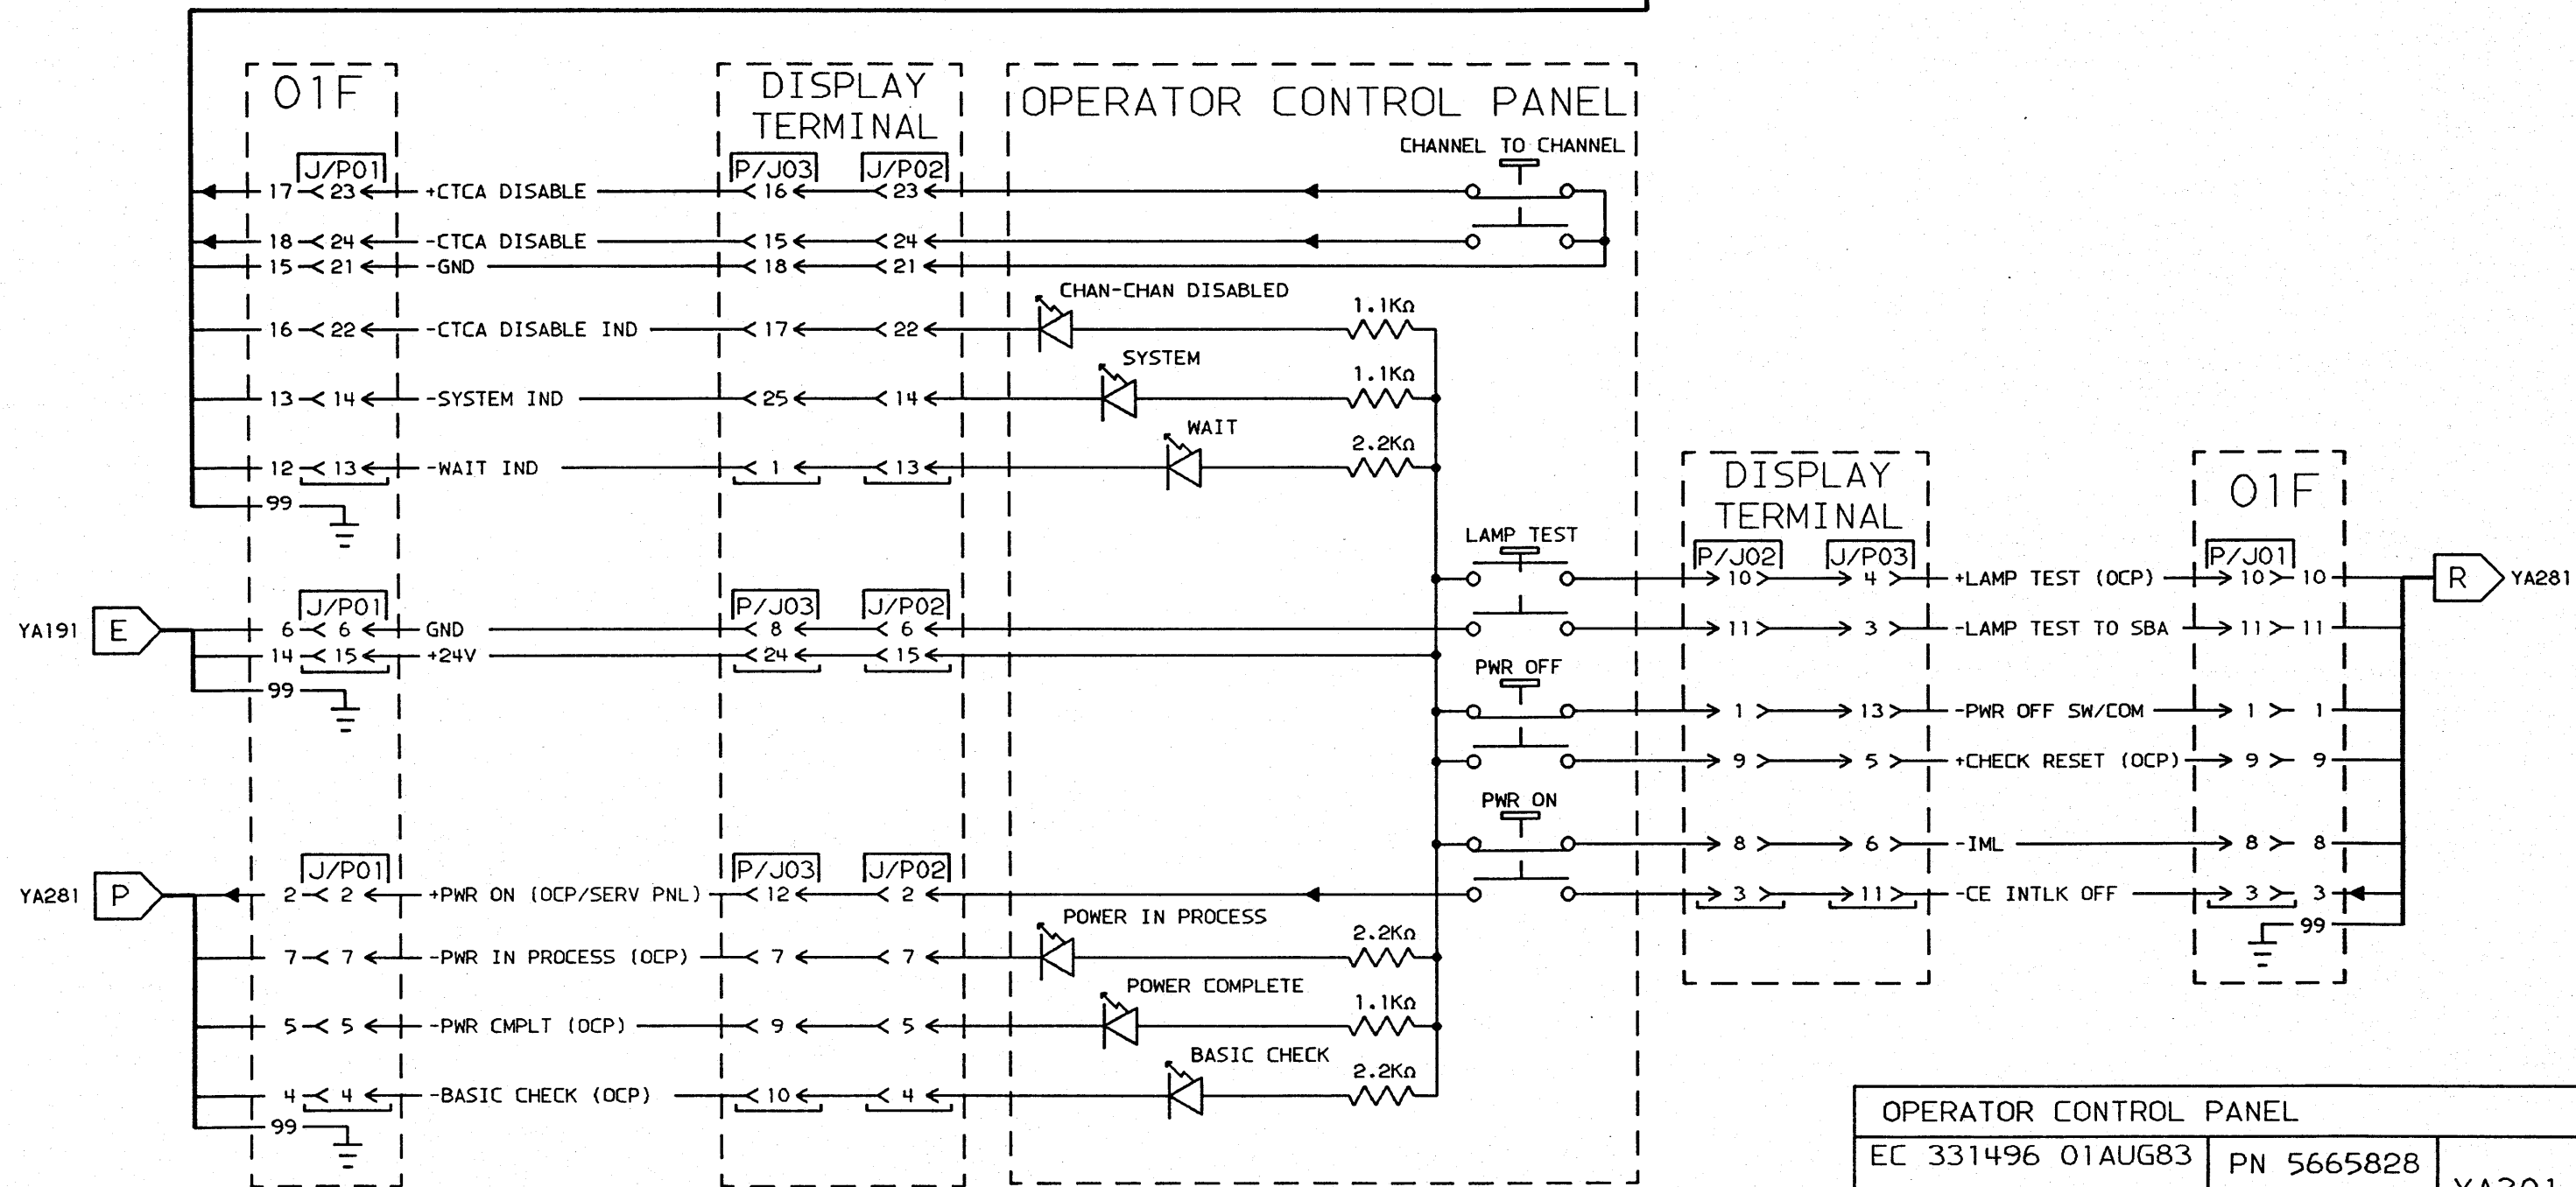 01F
DISPLAY
TERMINAL
OPERATOR CONTROL PANEL
CHANNEL TO CHANNEL
J/P01 P/J03 J/P02
17 23 +CTCA DISABLE 16 23
18 24 -CTCA DISABLE 15 24
15 21 -GND 18 21
CHAN-CHAN DISABLED 1.1KΩ
16 22 -CTCA DISABLE IND 17 22
SYSTEM 1.1KΩ
13 14 -SYSTEM IND 25 14
WAIT 2.2KΩ
12 13 -WAIT IND 1 13
99
DISPLAY
TERMINAL
01F
LAMP TEST
P/J02 J/P03 P/J01
10 4 +LAMP TEST (OCP) 10 10 R YA281
J/P01 P/J03 J/P02
YA191 E 6 6 GND 8 6 11 3 -LAMP TEST TO SBA 11 11
14 15 +24V 24 15
PWR OFF
99
1 13 -PWR OFF SW/COM 1 1
9 5 +CHECK RESET (OCP) 9 9
PWR ON
8 6 -IML 8 8
J/P01 P/J03 J/P02
YA281 P 2 2 +PWR ON (OCP/SERV PNL) 12 2 3 11 -CE INTLK OFF 3 3
99
POWER IN PROCESS 2.2KΩ
7 7 -PWR IN PROCESS (OCP) 7 7
POWER COMPLETE 1.1KΩ
5 5 -PWR CMPLT (OCP) 9 5
BASIC CHECK 2.2KΩ
4 4 -BASIC CHECK (OCP) 10 4
99
OPERATOR CONTROL PANEL
EC 331496 01AUG83 PN 5665828